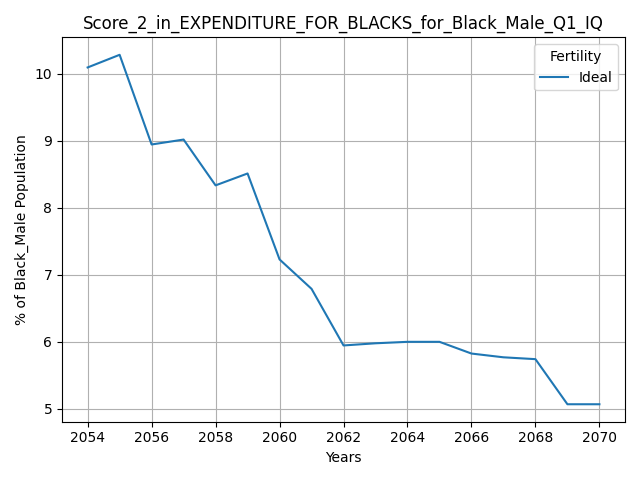 Score_2_in_EXPENDITURE_FOR_BLACKS_for_Black_Male_Q1_IQ
Fertility
Ideal
% of Black_Male Population
10
9
8
7
6
5
2054 2056 2058 2060 2062 2064 2066 2068 2070
Years